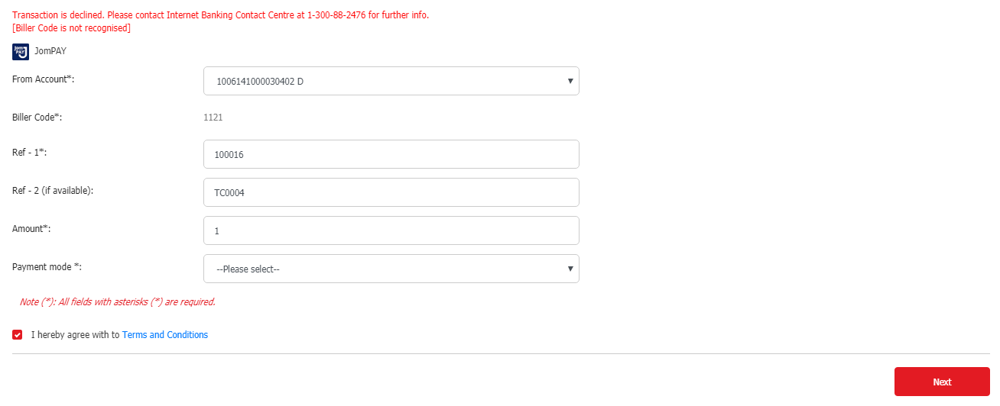 Transaction is declined. Please contact Internet Banking Contact Centre at 1-300-88-2476 for further info.
[Biller Code is not recognised]
Jom PAY JomPAY
From Account*: 1006141000030402 D
Biller Code*: 1121
Ref - 1*: 100016
Ref - 2 (if available): TC0004
Amount*: 1
Payment mode *: --Please select--
Note (*): All fields with asterisks (*) are required.
I hereby agree with to Terms and Conditions
Next